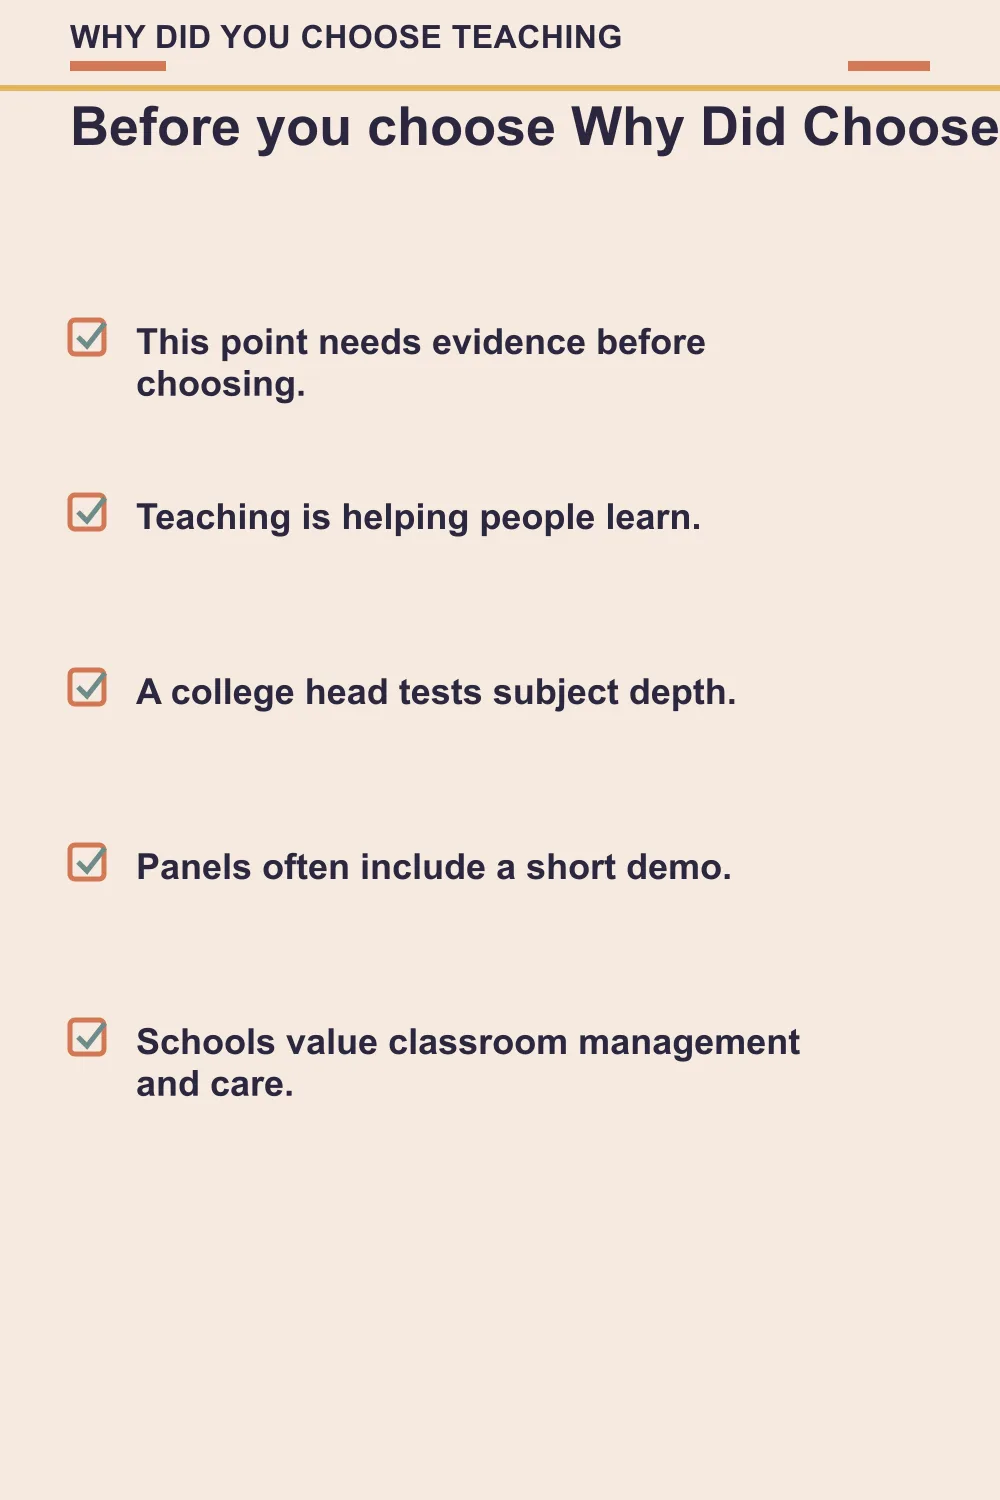 WHY DID YOU CHOOSE TEACHING
Before you choose Why Did Choose
This point needs evidence before
choosing.
Teaching is helping people learn.
A college head tests subject depth.
Panels often include a short demo.
Schools value classroom management
and care.